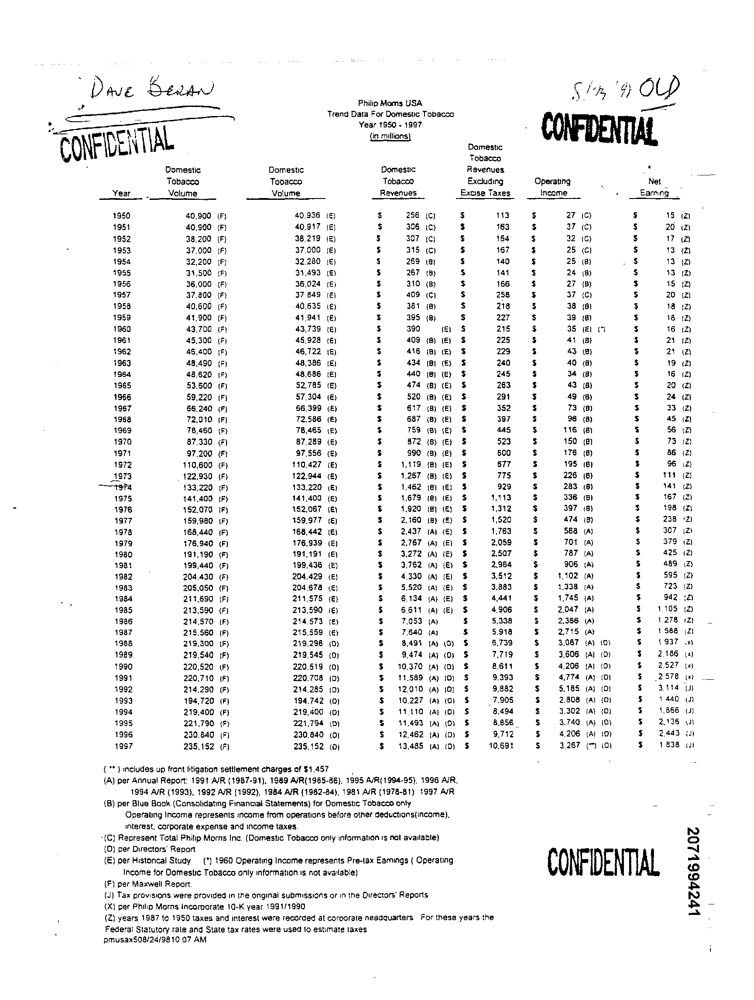 DAVE BERAN
OLD
CONFIDENTIAL
CONFIDENTIAL
Philip Morris USA
Trend Data For Domestic Tobacco
Year 1950 - 1997
(in millions)
Year Domestic Tobacco Volume Domestic Tobacco Volume Domestic Tobacco Revenues Domestic Tobacco Revenues Excluding Excise Taxes Operating Income Net Earning
1950 40,900 (F) 40,936 (E) $ 256 (C) $ 113 $ 27 (C) $ 15 (Z)
1951 40,900 (F) 40,917 (E) $ 306 (C) $ 163 $ 37 (C) $ 20 (Z)
1952 38,200 (F) 38,219 (E) $ 307 (C) $ 154 $ 32 (C) $ 17 (Z)
1953 37,000 (F) 37,000 (E) $ 315 (C) $ 167 $ 25 (C) $ 13 (Z)
1954 32,200 (F) 32,280 (E) $ 269 (B) $ 140 $ 25 (B) $ 13 (Z)
1955 31,500 (F) 31,493 (E) $ 267 (B) $ 141 $ 24 (B) $ 13 (Z)
1956 36,000 (F) 36,024 (E) $ 310 (B) $ 166 $ 27 (B) $ 15 (Z)
1957 37,800 (F) 37,849 (E) $ 409 (C) $ 258 $ 37 (C) $ 20 (Z)
1958 40,600 (F) 40,635 (E) $ 381 (B) $ 218 $ 38 (B) $ 18 (Z)
1959 41,900 (F) 41,941 (E) $ 395 (B) $ 227 $ 39 (B) $ 18 (Z)
1960 43,700 (F) 43,739 (E) $ 390 (E) $ 215 $ 35 (E) (*) $ 16 (Z)
1961 45,300 (F) 45,928 (E) $ 409 (B) (E) $ 225 $ 41 (B) $ 21 (Z)
1962 46,400 (F) 46,722 (E) $ 416 (B) (E) $ 229 $ 43 (B) $ 21 (Z)
1963 48,490 (F) 48,386 (E) $ 434 (B) (E) $ 240 $ 40 (B) $ 19 (Z)
1964 48,620 (F) 48,686 (E) $ 440 (B) (E) $ 245 $ 34 (B) $ 16 (Z)
1965 53,600 (F) 52,785 (E) $ 474 (B) (E) $ 263 $ 43 (B) $ 20 (Z)
1966 59,220 (F) 57,304 (E) $ 520 (B) (E) $ 291 $ 49 (B) $ 24 (Z)
1967 66,240 (F) 66,399 (E) $ 617 (B) (E) $ 352 $ 73 (B) $ 33 (Z)
1968 72,010 (F) 72,586 (E) $ 687 (B) (E) $ 397 $ 98 (B) $ 45 (Z)
1969 78,460 (F) 78,465 (E) $ 759 (B) (E) $ 445 $ 116 (B) $ 56 (Z)
1970 87,330 (F) 87,289 (E) $ 872 (B) (E) $ 523 $ 150 (B) $ 73 (Z)
1971 97,200 (F) 97,556 (E) $ 990 (B) (E) $ 600 $ 176 (B) $ 86 (Z)
1972 110,600 (F) 110,427 (E) $ 1,119 (B) (E) $ 677 $ 195 (B) $ 96 (Z)
1973 122,930 (F) 122,944 (E) $ 1,267 (B) (E) $ 775 $ 226 (B) $ 111 (Z)
1974 133,220 (F) 133,220 (E) $ 1,462 (B) (E) $ 929 $ 283 (B) $ 141 (Z)
1975 141,400 (F) 141,400 (E) $ 1,679 (B) (E) $ 1,113 $ 336 (B) $ 167 (Z)
1976 152,070 (F) 152,067 (E) $ 1,920 (B) (E) $ 1,312 $ 397 (B) $ 198 (Z)
1977 159,980 (F) 159,977 (E) $ 2,160 (B) (E) $ 1,520 $ 474 (B) $ 238 (Z)
1978 168,440 (F) 168,442 (E) $ 2,437 (A) (E) $ 1,763 $ 568 (A) $ 307 (Z)
1979 176,940 (F) 176,939 (E) $ 2,767 (A) (E) $ 2,059 $ 701 (A) $ 379 (Z)
1980 191,190 (F) 191,191 (E) $ 3,272 (A) (E) $ 2,507 $ 787 (A) $ 425 (Z)
1981 199,440 (F) 199,436 (E) $ 3,762 (A) (E) $ 2,964 $ 906 (A) $ 489 (Z)
1982 204,430 (F) 204,429 (E) $ 4,330 (A) (E) $ 3,512 $ 1,102 (A) $ 595 (Z)
1983 205,050 (F) 204,678 (E) $ 5,520 (A) (E) $ 3,883 $ 1,338 (A) $ 723 (Z)
1984 211,690 (F) 211,575 (E) $ 6,134 (A) (E) $ 4,441 $ 1,745 (A) $ 942 (Z)
1985 213,590 (F) 213,590 (E) $ 6,611 (A) (E) $ 4,906 $ 2,047 (A) $ 1,105 (Z)
1986 214,570 (F) 214,573 (E) $ 7,053 (A) $ 5,338 $ 2,366 (A) $ 1,278 (Z)
1987 215,560 (F) 215,559 (E) $ 7,640 (A) $ 5,918 $ 2,715 (A) $ 1,588 (Z)
1988 219,300 (F) 219,298 (D) $ 8,491 (A) (D) $ 6,739 $ 3,087 (A) (D) $ 1,937 (x)
1989 219,540 (F) 219,545 (D) $ 9,474 (A) (D) $ 7,719 $ 3,606 (A) (D) $ 2,186 (x)
1990 220,520 (F) 220,519 (D) $ 10,370 (A) (D) $ 8,611 $ 4,206 (A) (D) $ 2,527 (x)
1991 220,710 (F) 220,708 (D) $ 11,589 (A) (D) $ 9,393 $ 4,774 (A) (D) $ 2,578 (x)
1992 214,290 (F) 214,285 (D) $ 12,010 (A) (D) $ 9,882 $ 5,185 (A) (D) $ 3,114 (J)
1993 194,720 (F) 194,742 (D) $ 10,227 (A) (D) $ 7,905 $ 2,808 (A) (D) $ 1,440 (J)
1994 219,400 (F) 219,400 (D) $ 11,110 (A) (D) $ 8,494 $ 3,302 (A) (D) $ 1,866 (J)
1995 221,790 (F) 221,794 (D) $ 11,493 (A) (D) $ 8,856 $ 3,740 (A) (D) $ 2,136 (J)
1996 230,840 (F) 230,840 (D) $ 12,462 (A) (D) $ 9,712 $ 4,206 (A) (D) $ 2,443 (J)
1997 235,152 (F) 235,152 (D) $ 13,485 (A) (D) $ 10,691 $ 3,267 (**) (D) $ 1,838 (J)
( ** ) includes up front litigation settlement charges of $1,457
(A) per Annual Report: 1991 A/R (1987-91), 1989 A/R(1985-86), 1995 A/R(1994-95), 1996 A/R,
1994 A/R (1993), 1992 A/R (1992), 1984 A/R (1982-84), 1981 A/R (1978-81) 1997 A/R
(B) per Blue Book (Consolidating Financial Statements) for Domestic Tobacco only
Operating Income represents income from operations before other deductions(income),
interest, corporate expense and income taxes.
(C) Represent Total Philip Morris Inc. (Domestic Tobacco only information is not available)
(D) per Directors' Report
(E) per Historical Study (*) 1960 Operating Income represents Pre-tax Earnings ( Operating
Income for Domestic Tobacco only information is not available)
(F) per Maxwell Report.
(J) Tax provisions were provided in the original submissions or in the Directors' Reports
(X) per Philip Morris Incorporate 10-K year 1991/1990
(Z) years 1987 to 1950 taxes and interest were recorded at corporate headquarters For these years the
Federal Statutory rate and State tax rates were used to estimate taxes
pmusax508/24/9810 07 AM
CONFIDENTIAL
2071994241